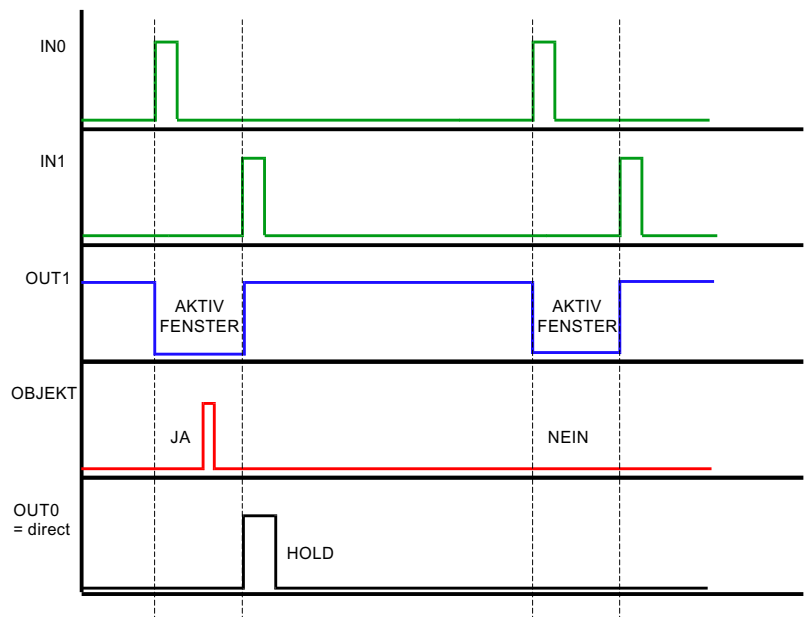 IN0
IN1
OUT1
AKTIV
FENSTER
AKTIV
FENSTER
OBJEKT
JA
NEIN
OUT0
= direct
HOLD